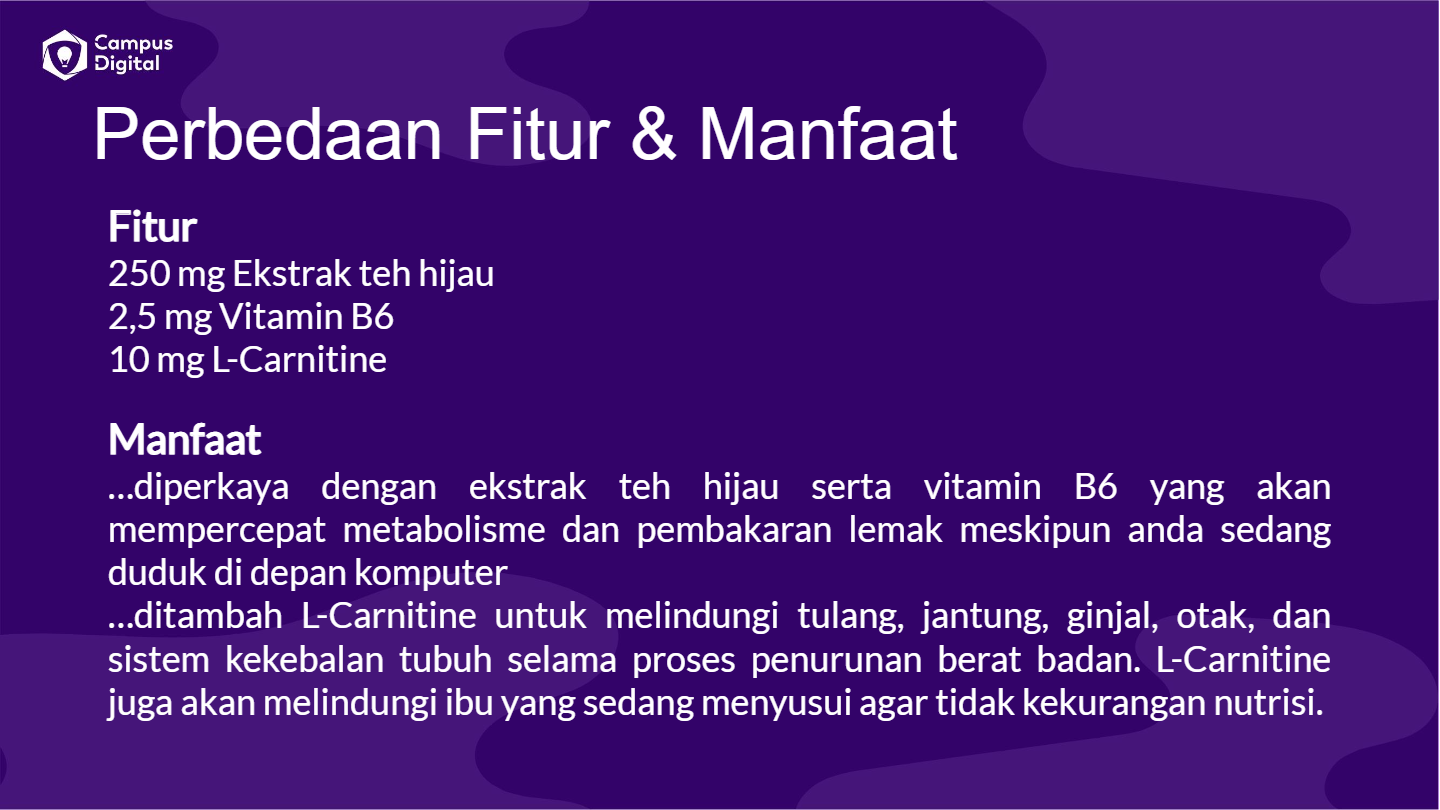 Campus
Digital
Perbedaan Fitur & Manfaat
Fitur
250 mg Ekstrak teh hijau
2,5 mg Vitamin B6
10 mg L-Carnitine
Manfaat
...diperkaya dengan ekstrak teh hijau serta vitamin B6 yang akan
mempercepat metabolisme dan pembakaran lemak meskipun anda sedang
duduk di depan komputer
...ditambah L-Carnitine untuk melindungi tulang, jantung, ginjal, otak, dan
sistem kekebalan tubuh selama proses penurunan berat badan. L-Carnitine
juga akan melindungi ibu yang sedang menyusui agar tidak kekurangan nutrisi.